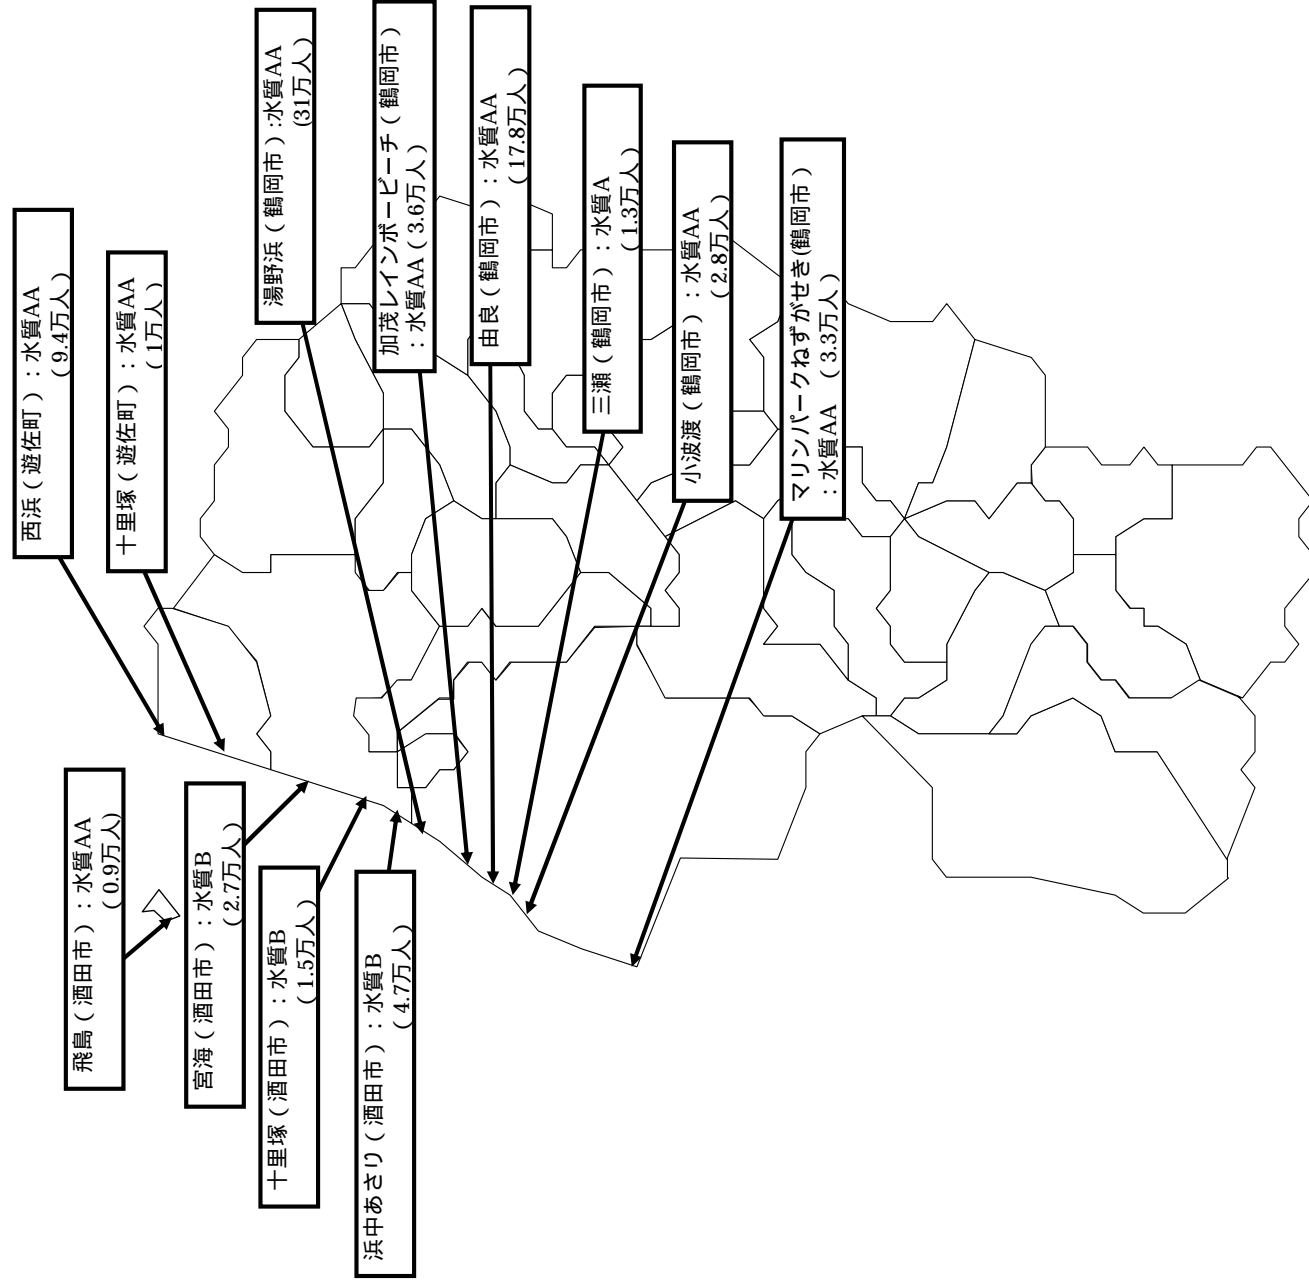 西浜（遊佐町）：水質AA
（9.4万人）
十里塚（遊佐町）：水質AA
（1万人）
湯野浜（鶴岡市）:水質AA
(31万人）
加茂レインボービーチ（鶴岡市）
：水質AA（3.6万人）
由良（鶴岡市）：水質AA
（17.8万人）
三瀬（鶴岡市）：水質A
（1.3万人）
小波渡（鶴岡市）：水質AA
（2.8万人）
マリンパークねずがせき(鶴岡市）
：水質AA （3.3万人）
飛島（酒田市）：水質AA
（0.9万人)
宮海（酒田市）：水質B
（2.7万人）
十里塚（酒田市）：水質B
（1.5万人）
浜中あさり（酒田市）：水質B
（4.7万人）